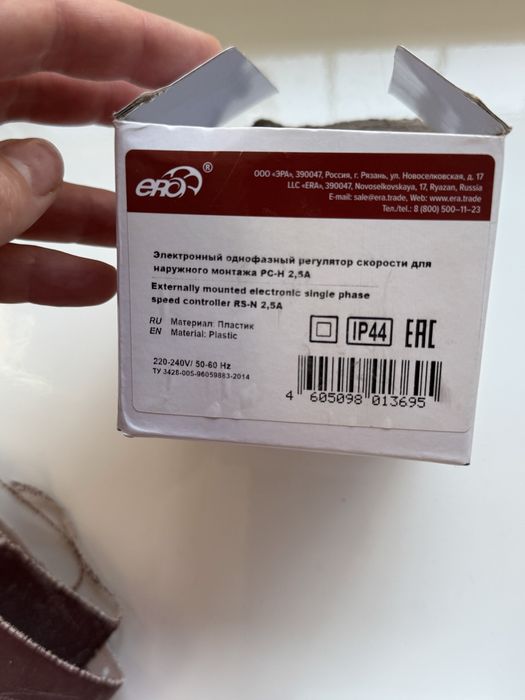 ERA®
ООО «ЭРА», 390047, Россия, г. Рязань, ул. Новоселковская, д. 17
LLC «ERA», 390047, Novoselkovskaya, 17, Ryazan, Russia
E-mail: sale@era.trade, Web: www.era.trade
Тел./tel.: 8 (800) 500–11–23
Электронный однофазный регулятор скорости для
наружного монтажа РС-Н 2,5А
Externally mounted electronic single phase
speed controller RS-N 2,5A
RU Материал: Пластик
EN Material: Plastic
IP44 EAC
220-240V/ 50-60 Hz
ТУ 3428-005-96059883-2014
4 605098 013695